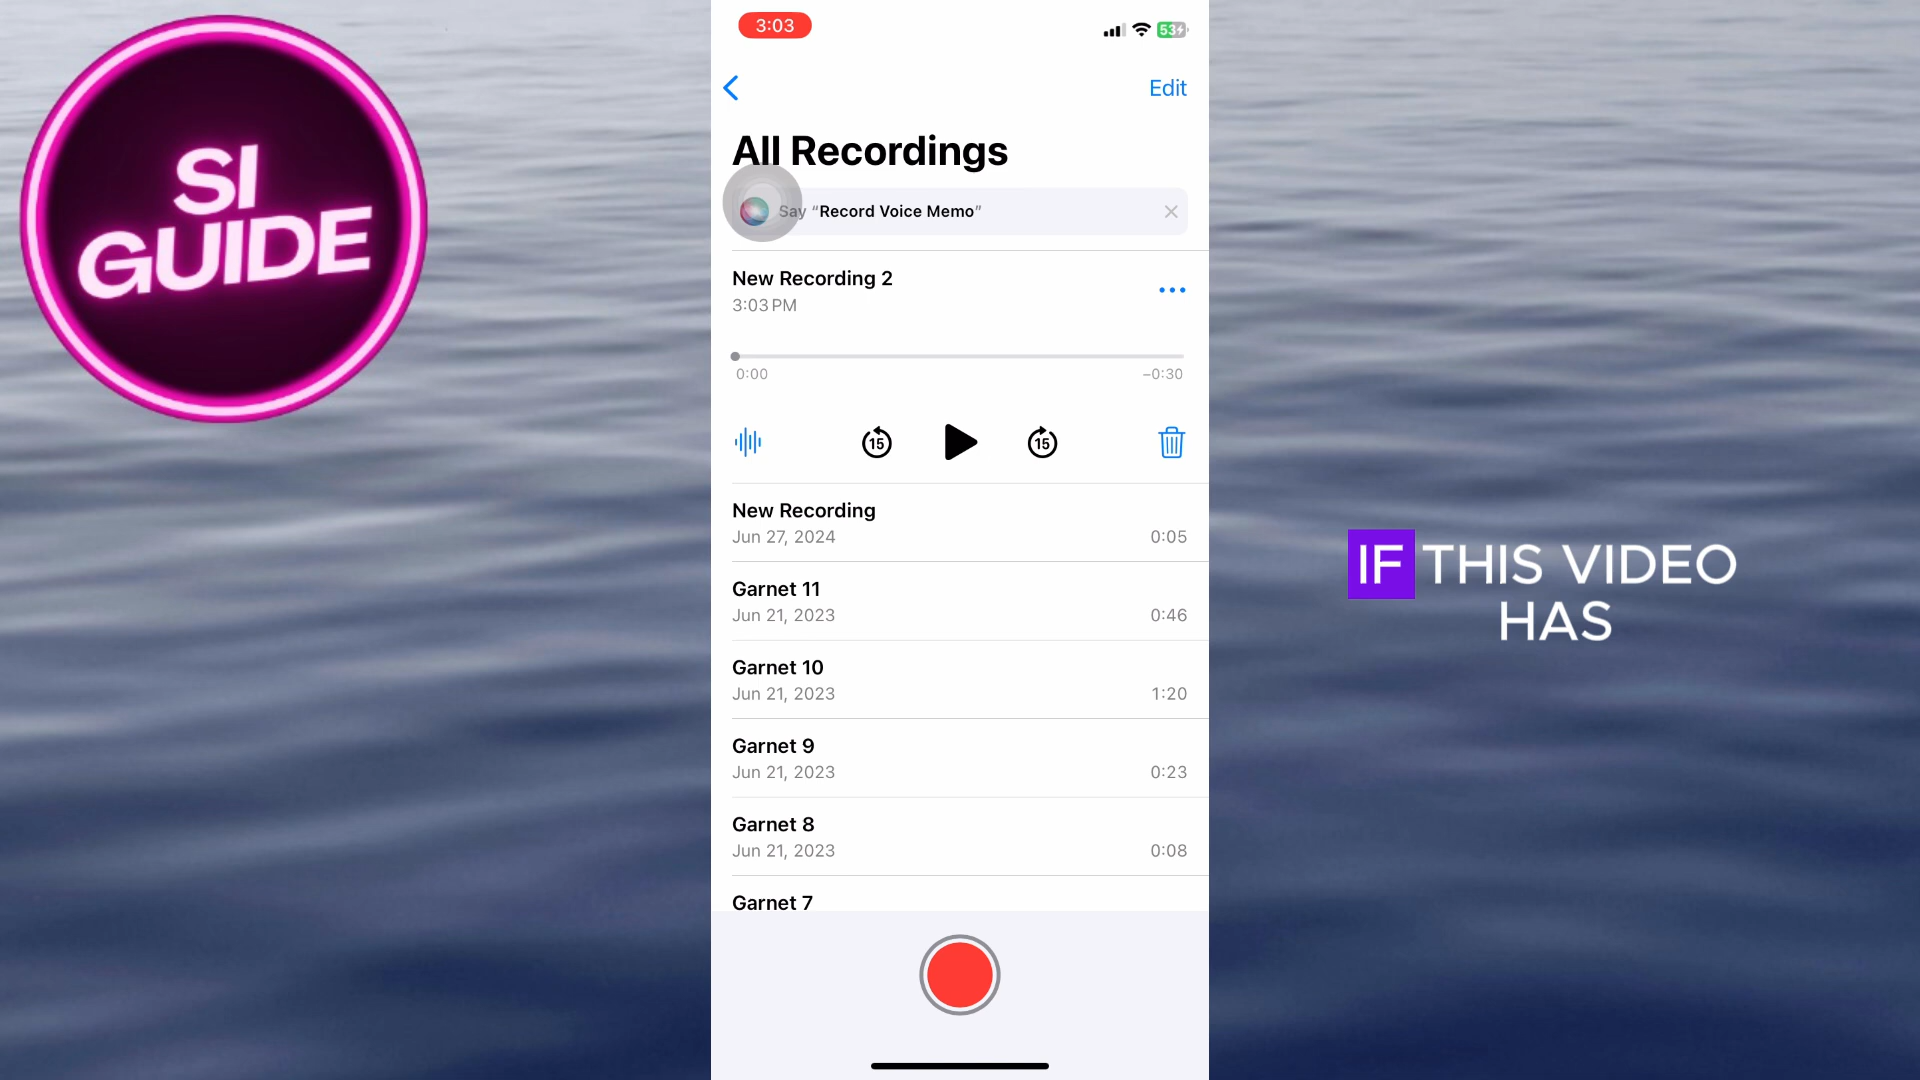 SI
GUIDE
3:03
53
Edit
All Recordings
Say “Record Voice Memo”
New Recording 2
3:03 PM
0:00
–0:30
15
15
New Recording
Jun 27, 2024
0:05
Garnet 11
Jun 21, 2023
0:46
Garnet 10
Jun 21, 2023
1:20
Garnet 9
Jun 21, 2023
0:23
Garnet 8
Jun 21, 2023
0:08
Garnet 7
IF THIS VIDEO
HAS